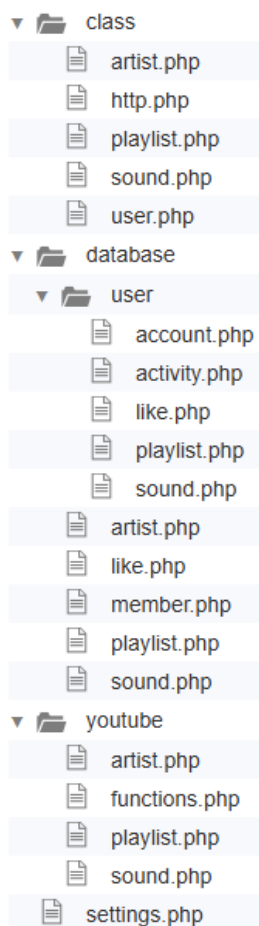 class
artist.php
http.php
playlist.php
sound.php
user.php
database
user
account.php
activity.php
like.php
playlist.php
sound.php
artist.php
like.php
member.php
playlist.php
sound.php
youtube
artist.php
functions.php
playlist.php
sound.php
settings.php